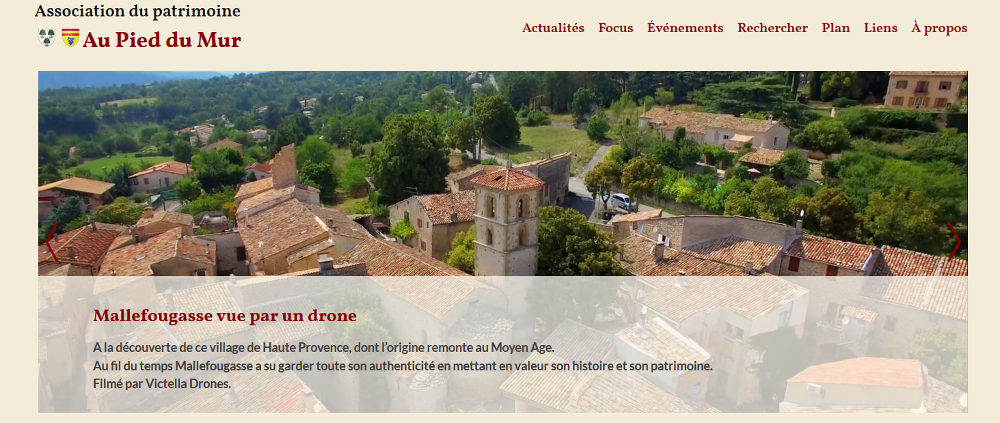 Association du patrimoine
Au Pied du Mur
Actualités Focus Événements Rechercher Plan Liens À propos
Mallefougasse vue par un drone
A la découverte de ce village de Haute Provence, dont l'origine remonte au Moyen Age.
Au fil du temps Mallefougasse a su garder toute son authenticité en mettant en valeur son histoire et son patrimoine.
Filmé par Victella Drones.